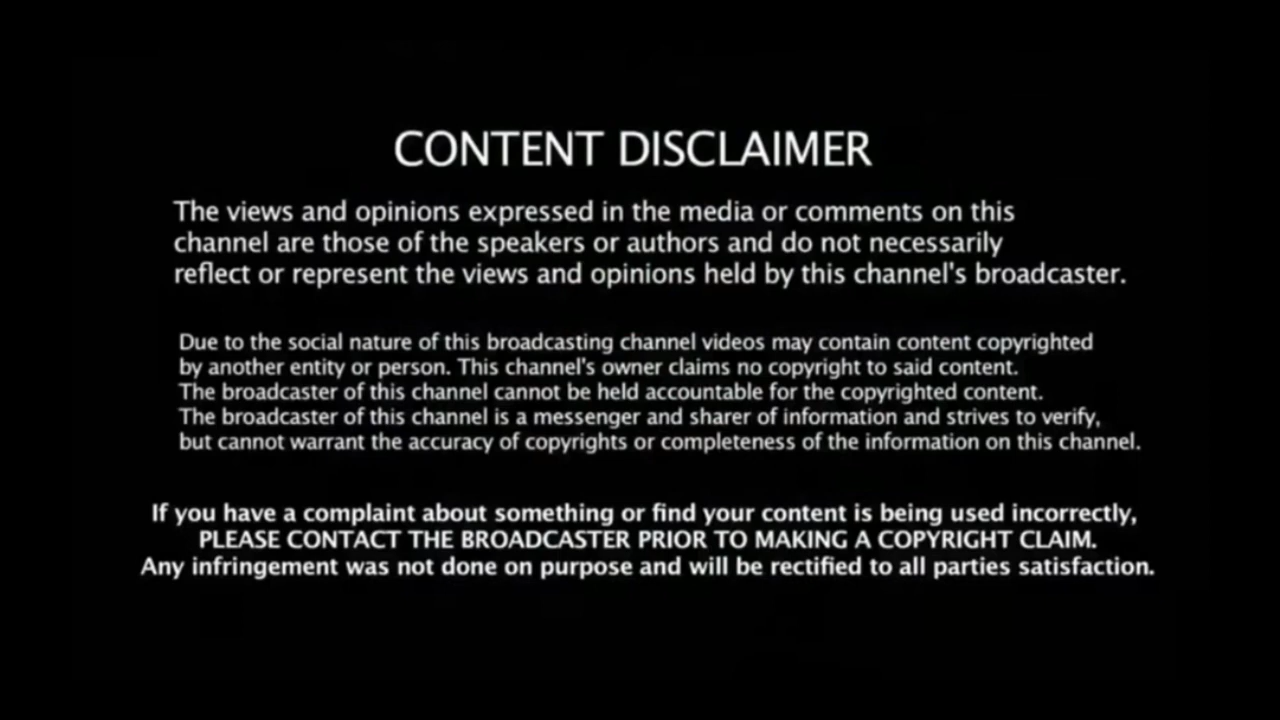 CONTENT DISCLAIMER
The views and opinions expressed in the media or comments on this
channel are those of the speakers or authors and do not necessarily
reflect or represent the views and opinions held by this channel's broadcaster.
Due to the social nature of this broadcasting channel videos may contain content copyrighted
by another entity or person. This channel's owner claims no copyright to said content.
The broadcaster of this channel cannot be held accountable for the copyrighted content.
The broadcaster of this channel is a messenger and sharer of information and strives to verify,
but cannot warrant the accuracy of copyrights or completeness of the information on this channel.
If you have a complaint about something or find your content is being used incorrectly,
PLEASE CONTACT THE BROADCASTER PRIOR TO MAKING A COPYRIGHT CLAIM.
Any infringement was not done on purpose and will be rectified to all parties satisfaction.